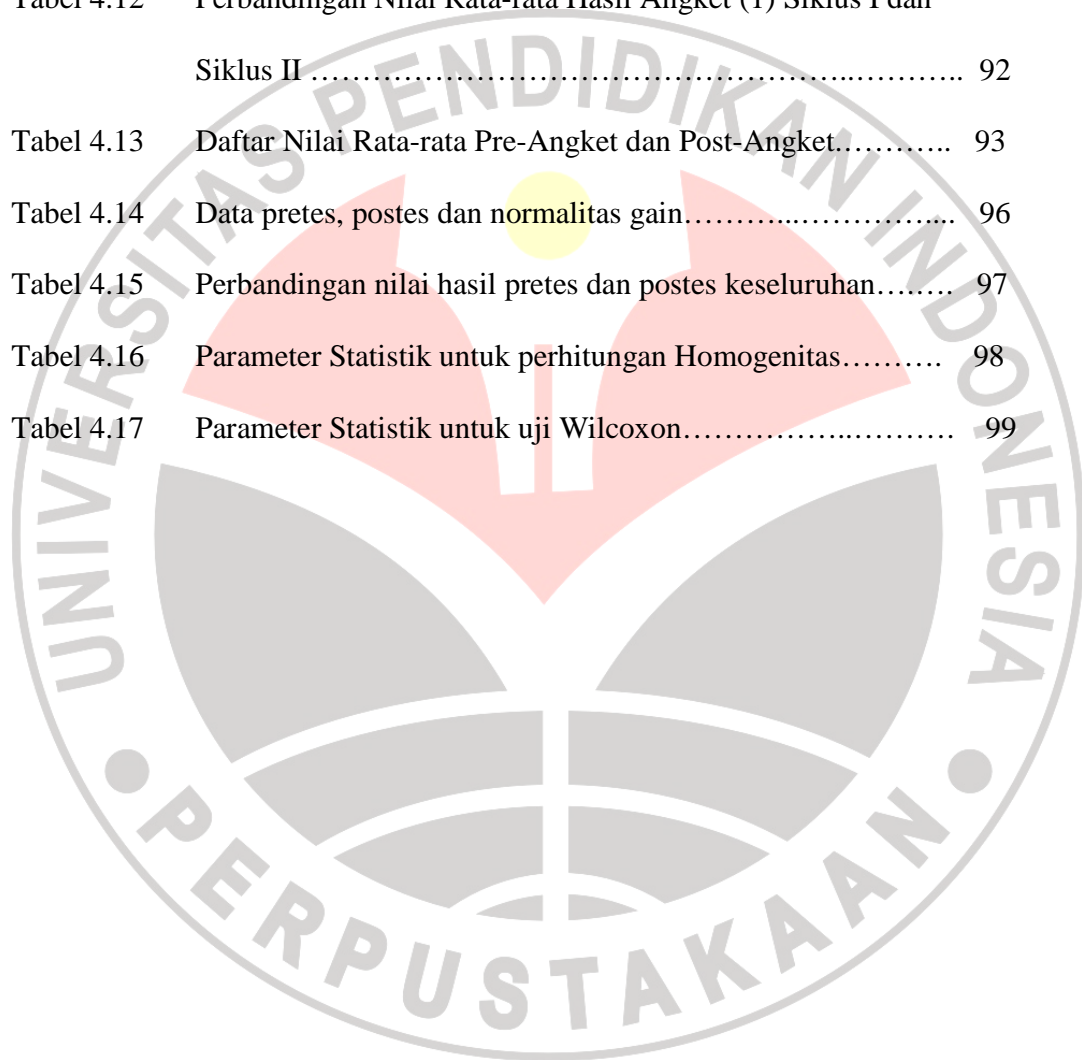 Tabel 4.12 Perbandingan Nilai Rata-rata Hasil Angket (1) Siklus I dan
Siklus II ……………………………………………..……….. 92
Tabel 4.13 Daftar Nilai Rata-rata Pre-Angket dan Post-Angket……….. 93
Tabel 4.14 Data pretes, postes dan normalitas gain………...…………….. 96
Tabel 4.15 Perbandingan nilai hasil pretes dan postes keseluruhan…..…. 97
Tabel 4.16 Parameter Statistik untuk perhitungan Homogenitas………. 98
Tabel 4.17 Parameter Statistik untuk uji Wilcoxon……………..………. 99
UNIVERSITAS PENDIDIKAN INDONESIA
PERPUSTAKAAN